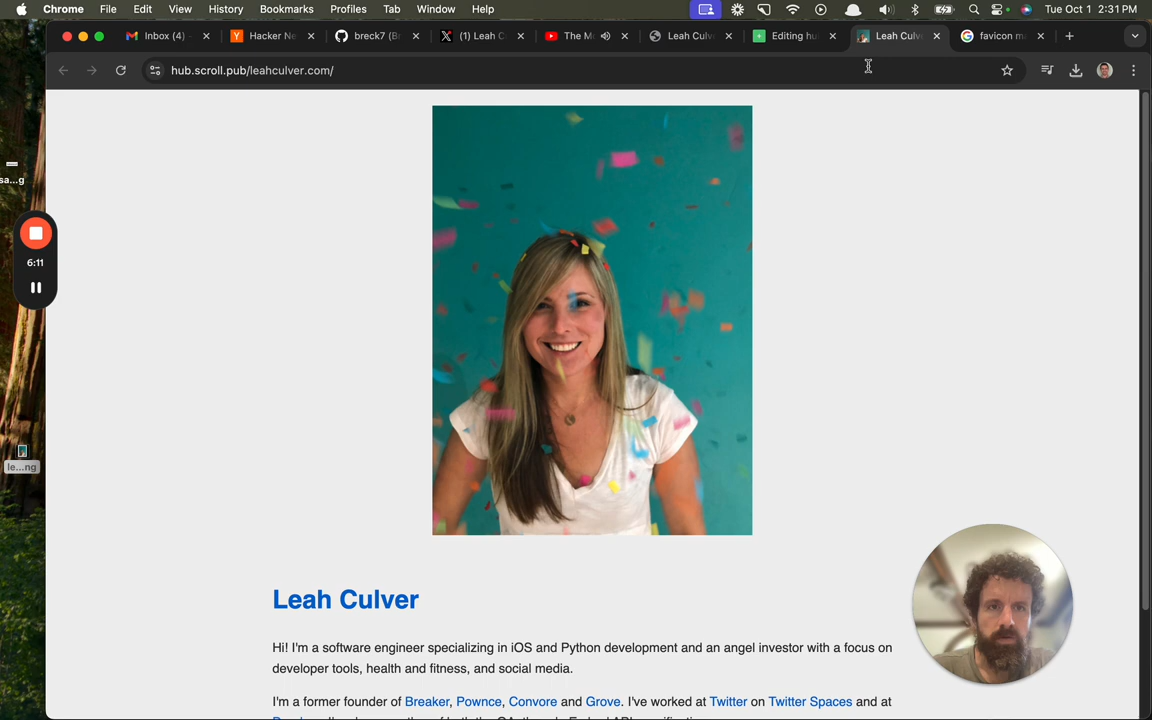 Chrome File Edit View History Bookmarks Profiles Tab Window Help Tue Oct 1 2:31 PM
Inbox (4) Hacker Ne breck7 (B (1) Leah C The M Leah Culv Editing hu Leah Culv favicon m
hub.scroll.pub/leahculver.com/
sa...g
6:11
le...ng
Leah Culver
Hi! I'm a software engineer specializing in iOS and Python development and an angel investor with a focus on
developer tools, health and fitness, and social media.
I'm a former founder of Breaker, Pownce, Convore and Grove. I've worked at Twitter on Twitter Spaces and at